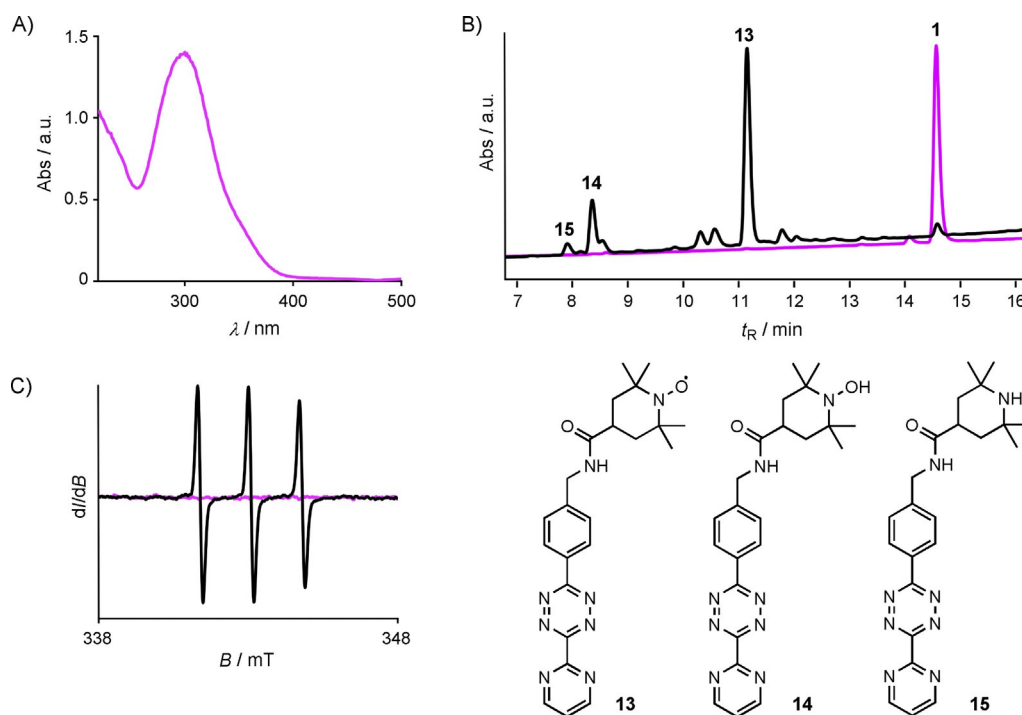 A)
Abs / a.u.
1.5
1.0
0.5
0
300
400
500
λ / nm
B)
Abs / a.u.
15
14
13
1
7
8
9
10
11
12
13
14
15
16
tR / min
C)
dI/dB
338
348
B / mT
N
O•
O
NH
N
N
N
N
N
N
13
N
OH
O
NH
N
N
N
N
N
N
14
NH
O
NH
N
N
N
N
N
N
15